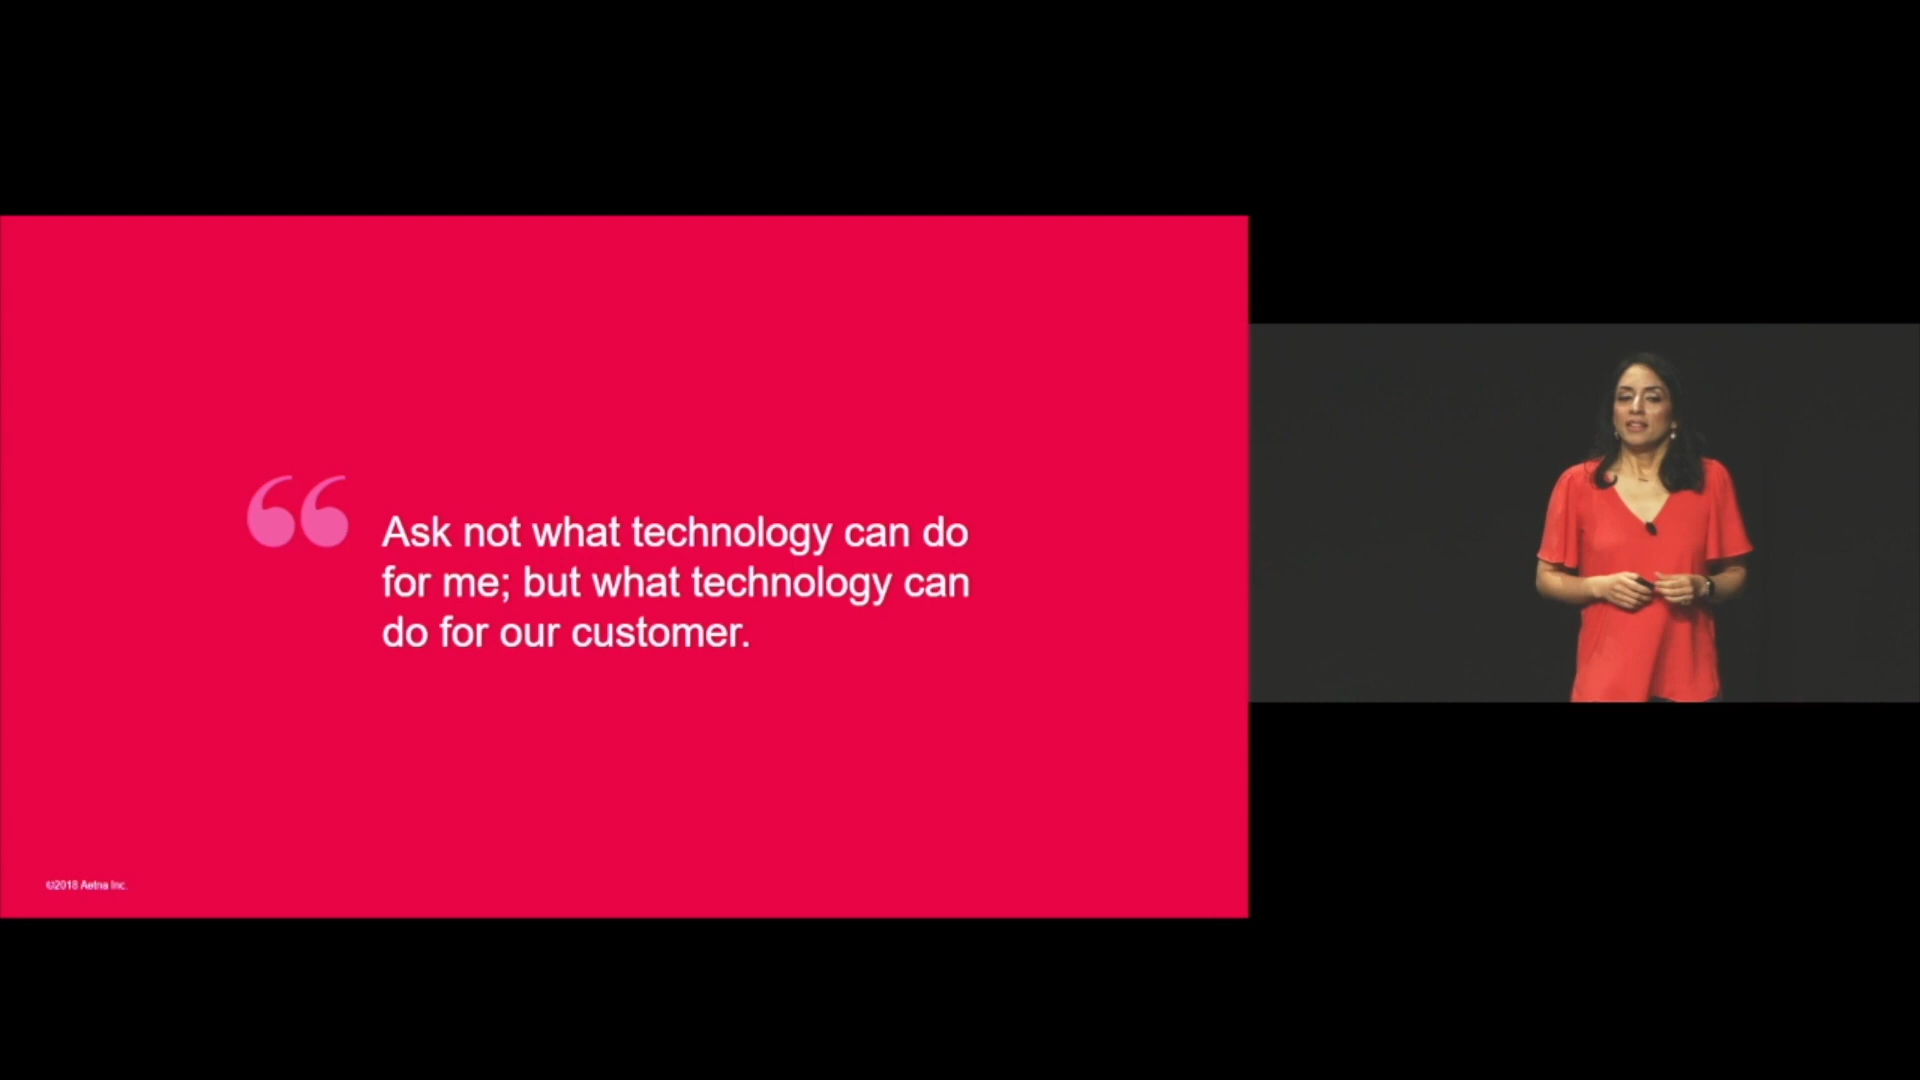 “
Ask not what technology can do
for me; but what technology can
do for our customer.
©2018 Aetna Inc.